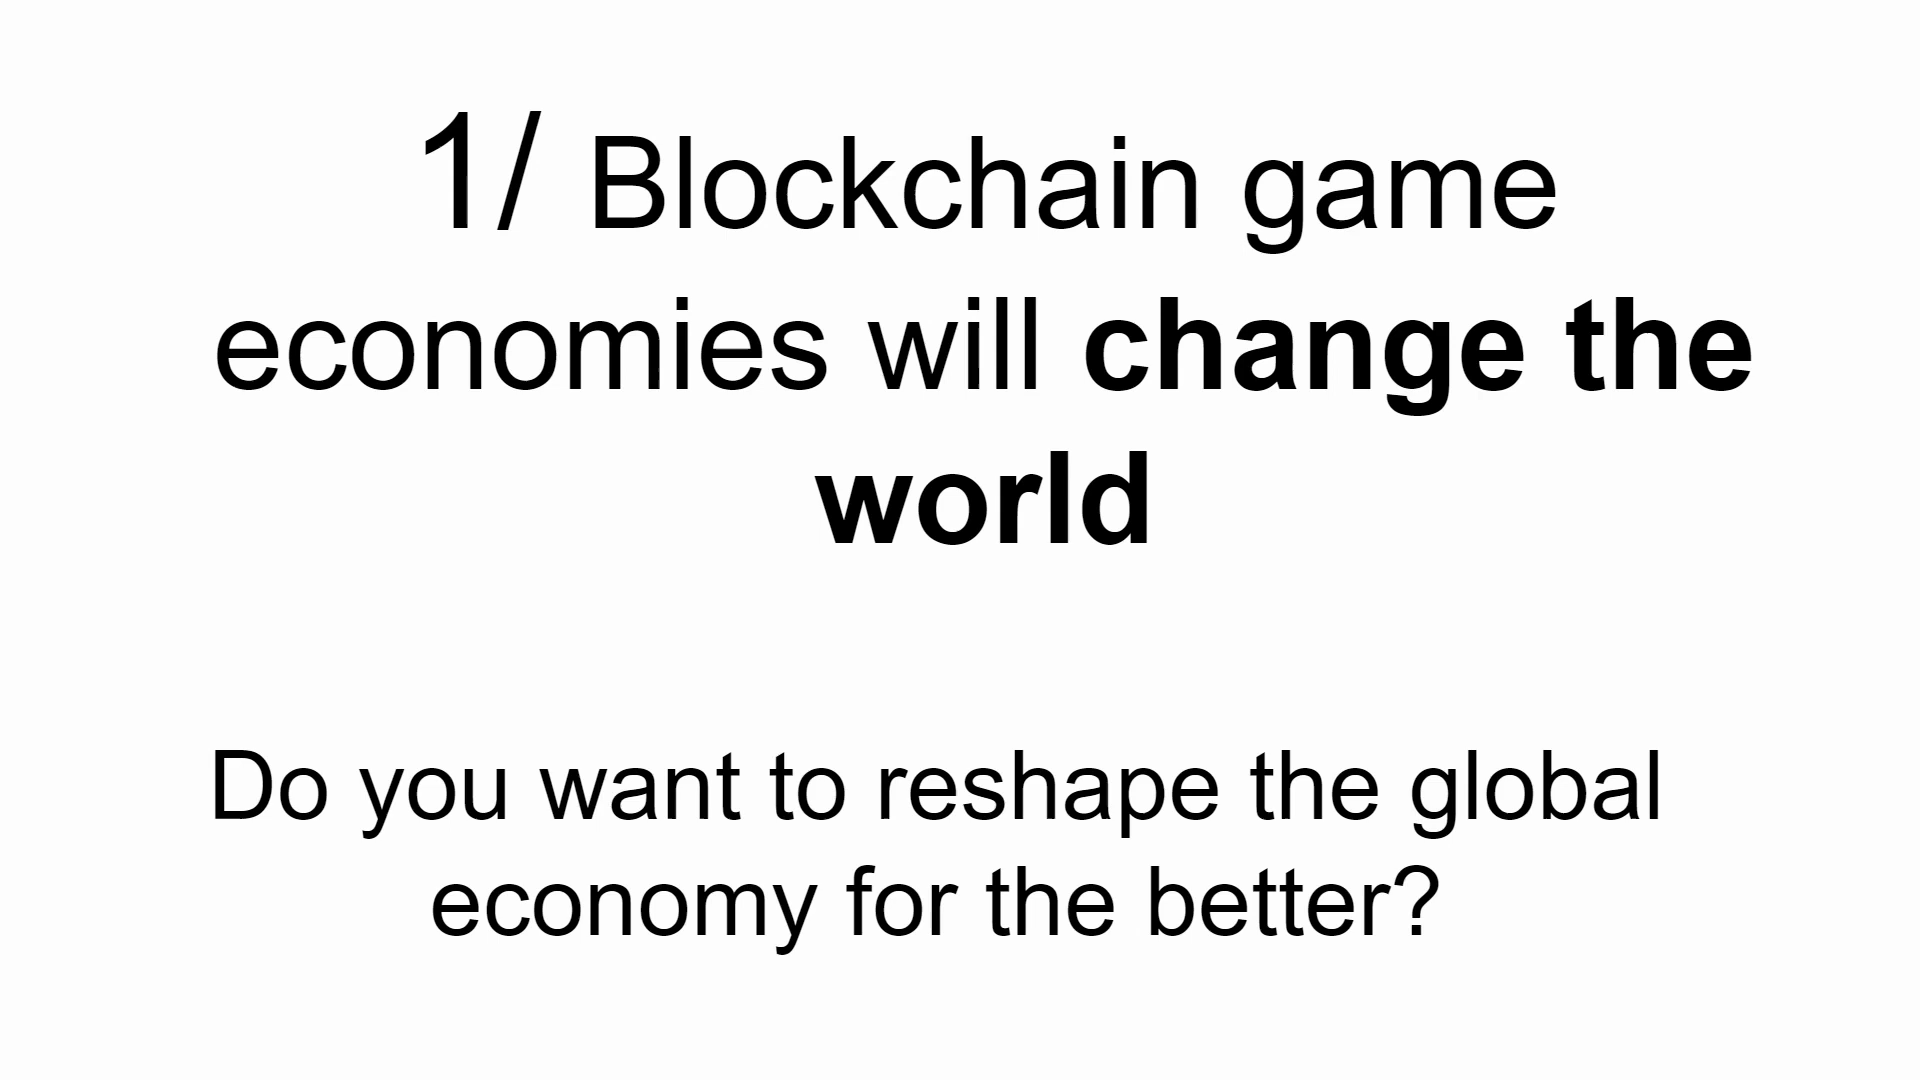 1/ Blockchain game
economies will change the
world
Do you want to reshape the global
economy for the better?